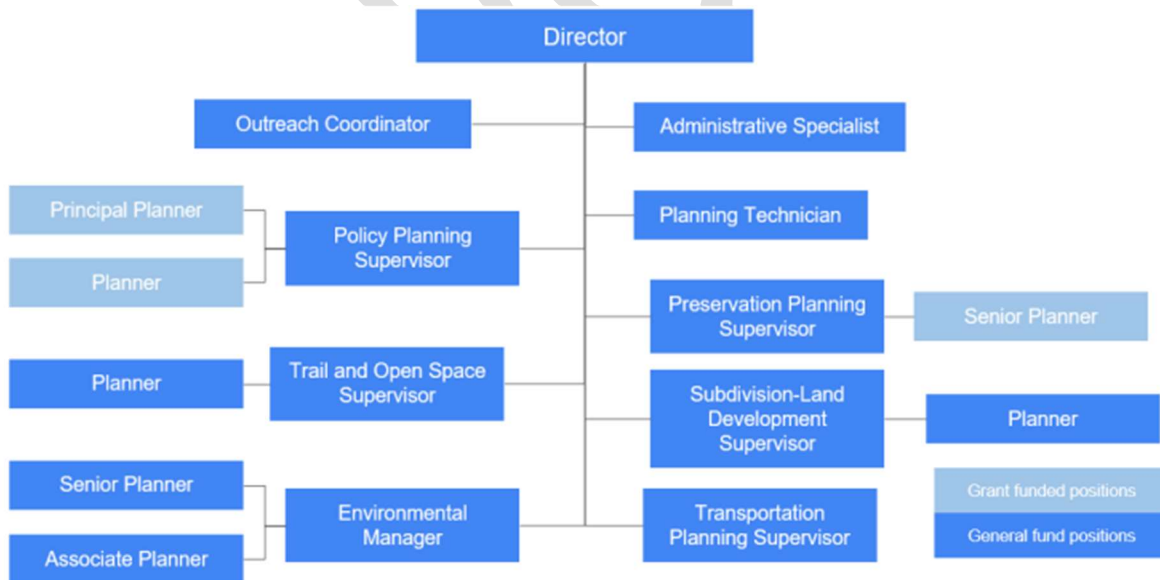 Director
Outreach Coordinator
Administrative Specialist
Principal Planner
Planner
Policy Planning
Supervisor
Planning Technician
Preservation Planning
Supervisor
Senior Planner
Planner
Trail and Open Space
Supervisor
Subdivision-Land
Development
Supervisor
Planner
Senior Planner
Associate Planner
Environmental
Manager
Transportation
Planning Supervisor
Grant funded positions
General fund positions